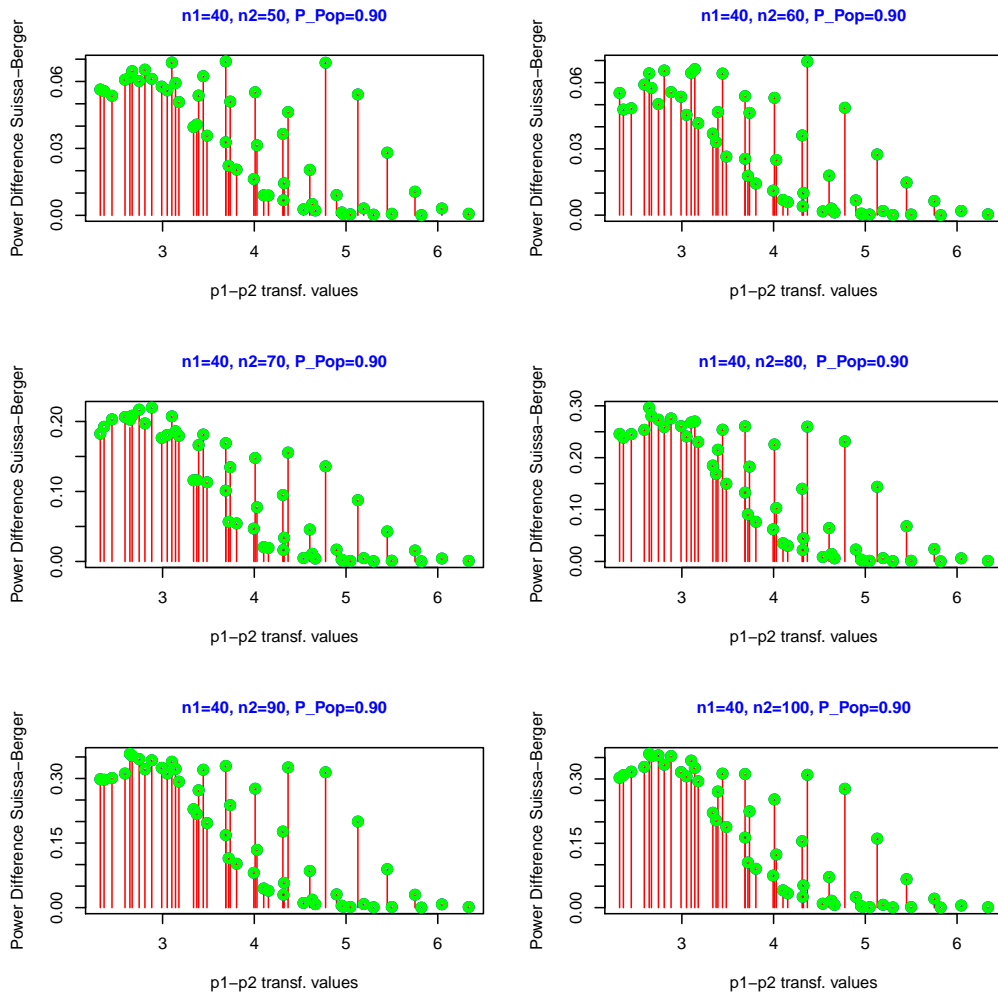 n1=40, n2=50, P_Pop=0.90
Power Difference Suissa−Berger
0.00 0.03 0.06
3 4 5 6
p1−p2 transf. values
n1=40, n2=60, P_Pop=0.90
Power Difference Suissa−Berger
0.00 0.03 0.06
3 4 5 6
p1−p2 transf. values
n1=40, n2=70, P_Pop=0.90
Power Difference Suissa−Berger
0.00 0.10 0.20
3 4 5 6
p1−p2 transf. values
n1=40, n2=80, P_Pop=0.90
Power Difference Suissa−Berger
0.00 0.15 0.30
3 4 5 6
p1−p2 transf. values
n1=40, n2=90, P_Pop=0.90
Power Difference Suissa−Berger
0.00 0.15 0.30
3 4 5 6
p1−p2 transf. values
n1=40, n2=100, P_Pop=0.90
Power Difference Suissa−Berger
0.00 0.15 0.30
3 4 5 6
p1−p2 transf. values